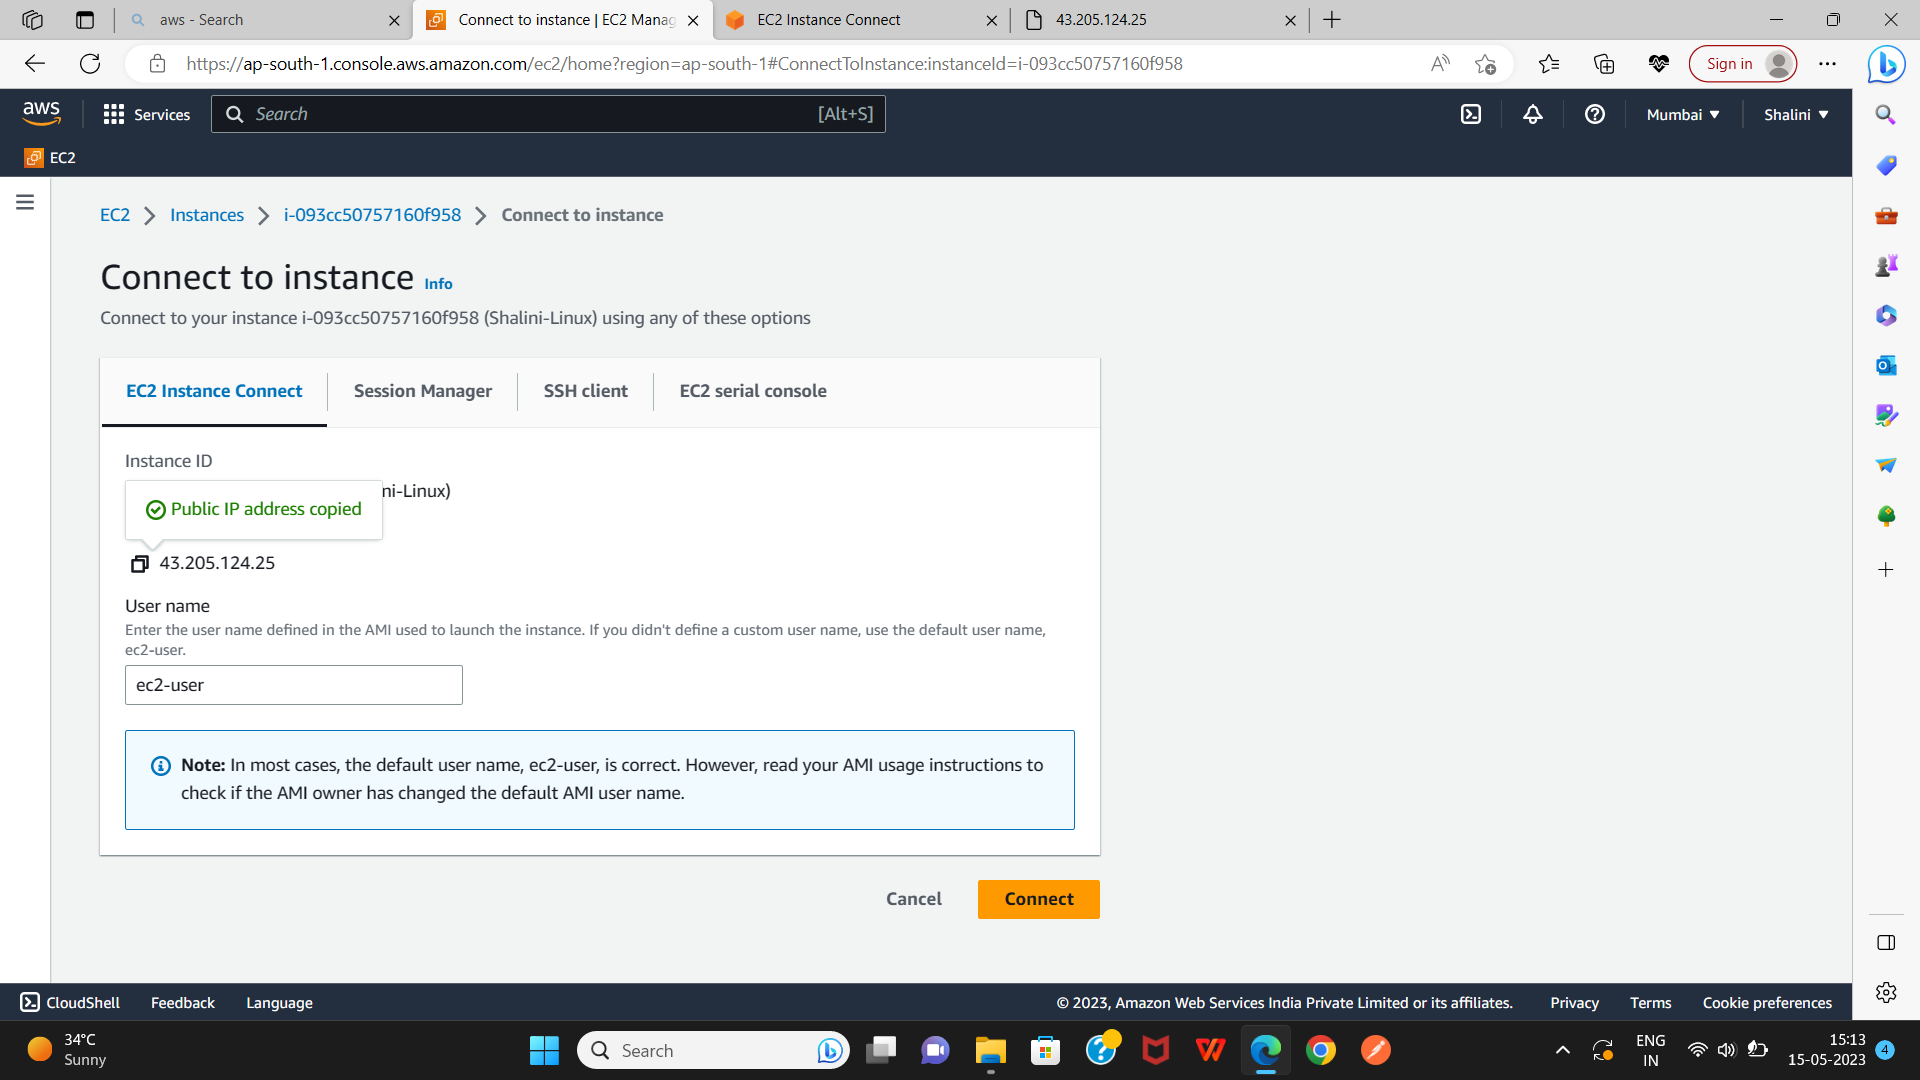 aws - Search
Connect to instance | EC2 Manag
EC2 Instance Connect
43.205.124.25
https://ap-south-1.console.aws.amazon.com/ec2/home?region=ap-south-1#ConnectToInstance:instanceId=i-093cc50757160f958
Sign in
aws
Services
Search
[Alt+S]
Mumbai
Shalini
EC2
EC2
Instances
i-093cc50757160f958
Connect to instance
Connect to instance
Info
Connect to your instance i-093cc50757160f958 (Shalini-Linux) using any of these options
EC2 Instance Connect
Session Manager
SSH client
EC2 serial console
Instance ID
ni-Linux)
Public IP address copied
43.205.124.25
User name
Enter the user name defined in the AMI used to launch the instance. If you didn't define a custom user name, use the default user name,
ec2-user.
ec2-user
Note: In most cases, the default user name, ec2-user, is correct. However, read your AMI usage instructions to
check if the AMI owner has changed the default AMI user name.
Cancel
Connect
CloudShell
Feedback
Language
© 2023, Amazon Web Services India Private Limited or its affiliates.
Privacy
Terms
Cookie preferences
34°C
Sunny
Search
ENG
IN
15:13
15-05-2023
4